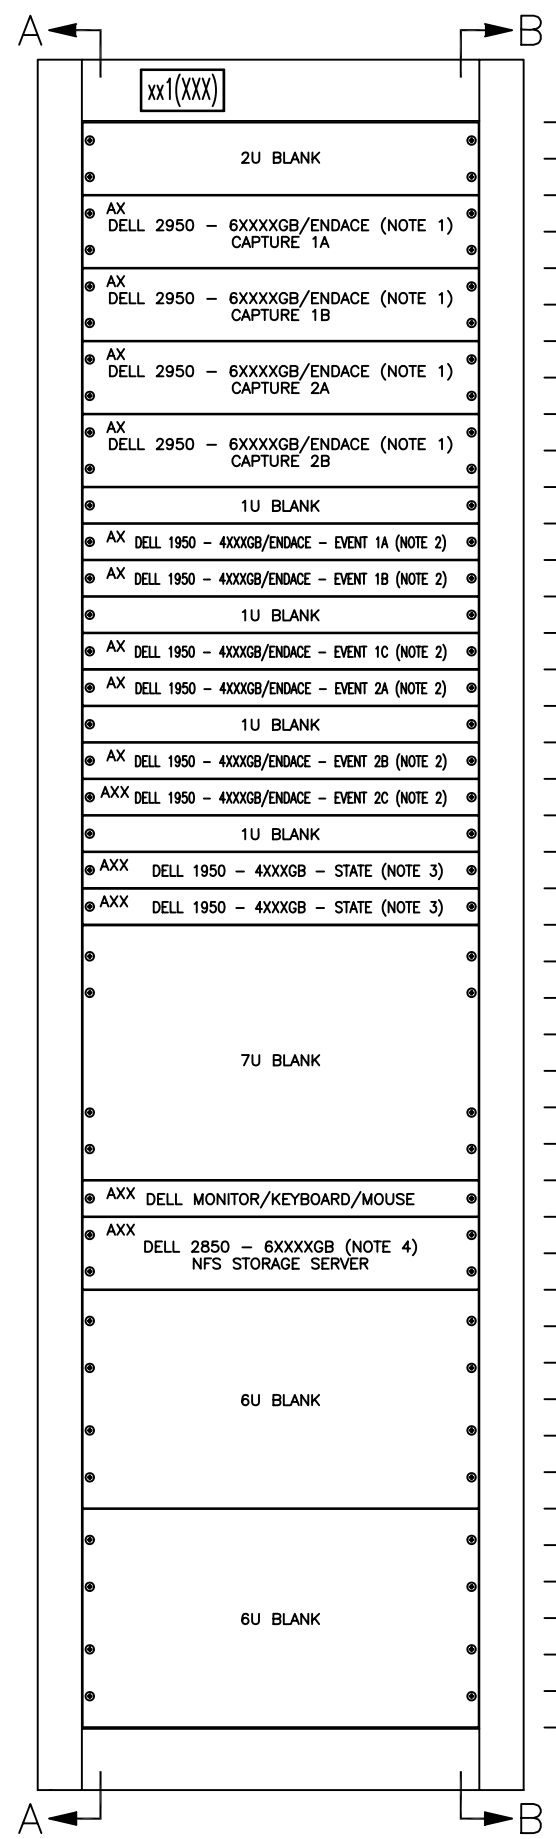 A B
xx1(XXX)
2U BLANK
AX
DELL 2950 - 6XXXXGB/ENDACE (NOTE 1)
CAPTURE 1A
AX
DELL 2950 - 6XXXXGB/ENDACE (NOTE 1)
CAPTURE 1B
AX
DELL 2950 - 6XXXXGB/ENDACE (NOTE 1)
CAPTURE 2A
AX
DELL 2950 - 6XXXXGB/ENDACE (NOTE 1)
CAPTURE 2B
1U BLANK
AX DELL 1950 - 4XXXGB/ENDACE - EVENT 1A (NOTE 2)
AX DELL 1950 - 4XXXGB/ENDACE - EVENT 1B (NOTE 2)
1U BLANK
AX DELL 1950 - 4XXXGB/ENDACE - EVENT 1C (NOTE 2)
AX DELL 1950 - 4XXXGB/ENDACE - EVENT 2A (NOTE 2)
1U BLANK
AX DELL 1950 - 4XXXGB/ENDACE - EVENT 2B (NOTE 2)
AXX DELL 1950 - 4XXXGB/ENDACE - EVENT 2C (NOTE 2)
1U BLANK
AXX DELL 1950 - 4XXXGB - STATE (NOTE 3)
AXX DELL 1950 - 4XXXGB - STATE (NOTE 3)
7U BLANK
AXX DELL MONITOR/KEYBOARD/MOUSE
AXX
DELL 2850 - 6XXXXGB (NOTE 4)
NFS STORAGE SERVER
6U BLANK
6U BLANK
A B